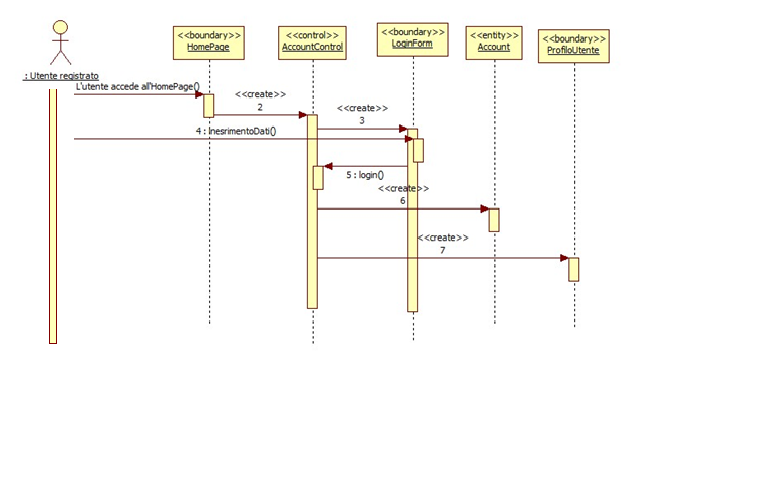 <<boundary>>
HomePage
<<control>>
AccountControl
<<boundary>>
LoginForm
<<entity>>
Account
<<boundary>>
ProfiloUtente
: Utente registrato
L'utente accede all'HomePage()
<<create>>
2
<<create>>
3
4 : InesrimentoDati()
5 : login()
<<create>>
6
<<create>>
7